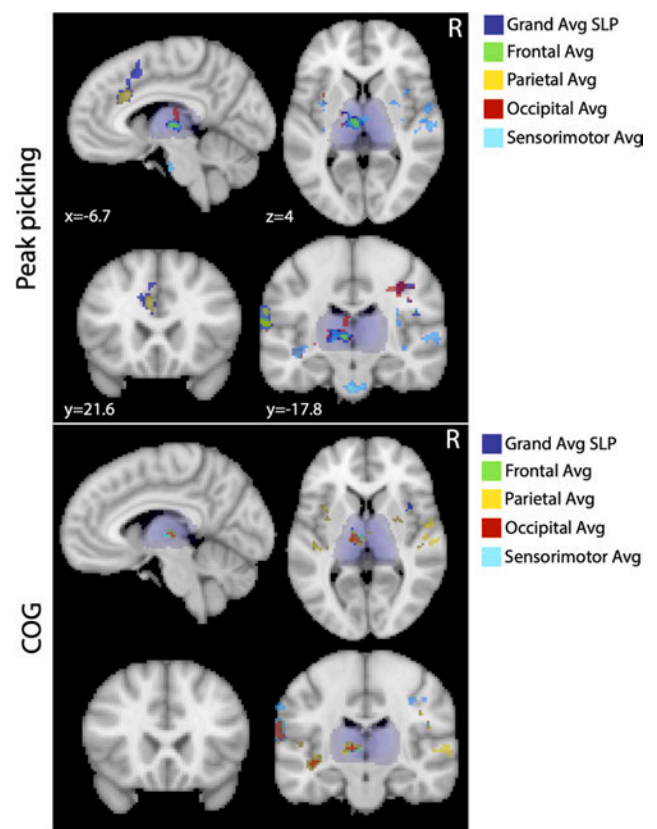 R
Grand Avg SLP
Frontal Avg
Parietal Avg
Occipital Avg
Sensorimotor Avg
Peak picking
x=-6.7
z=4
y=21.6
y=-17.8
R
Grand Avg SLP
Frontal Avg
Parietal Avg
Occipital Avg
Sensorimotor Avg
COG